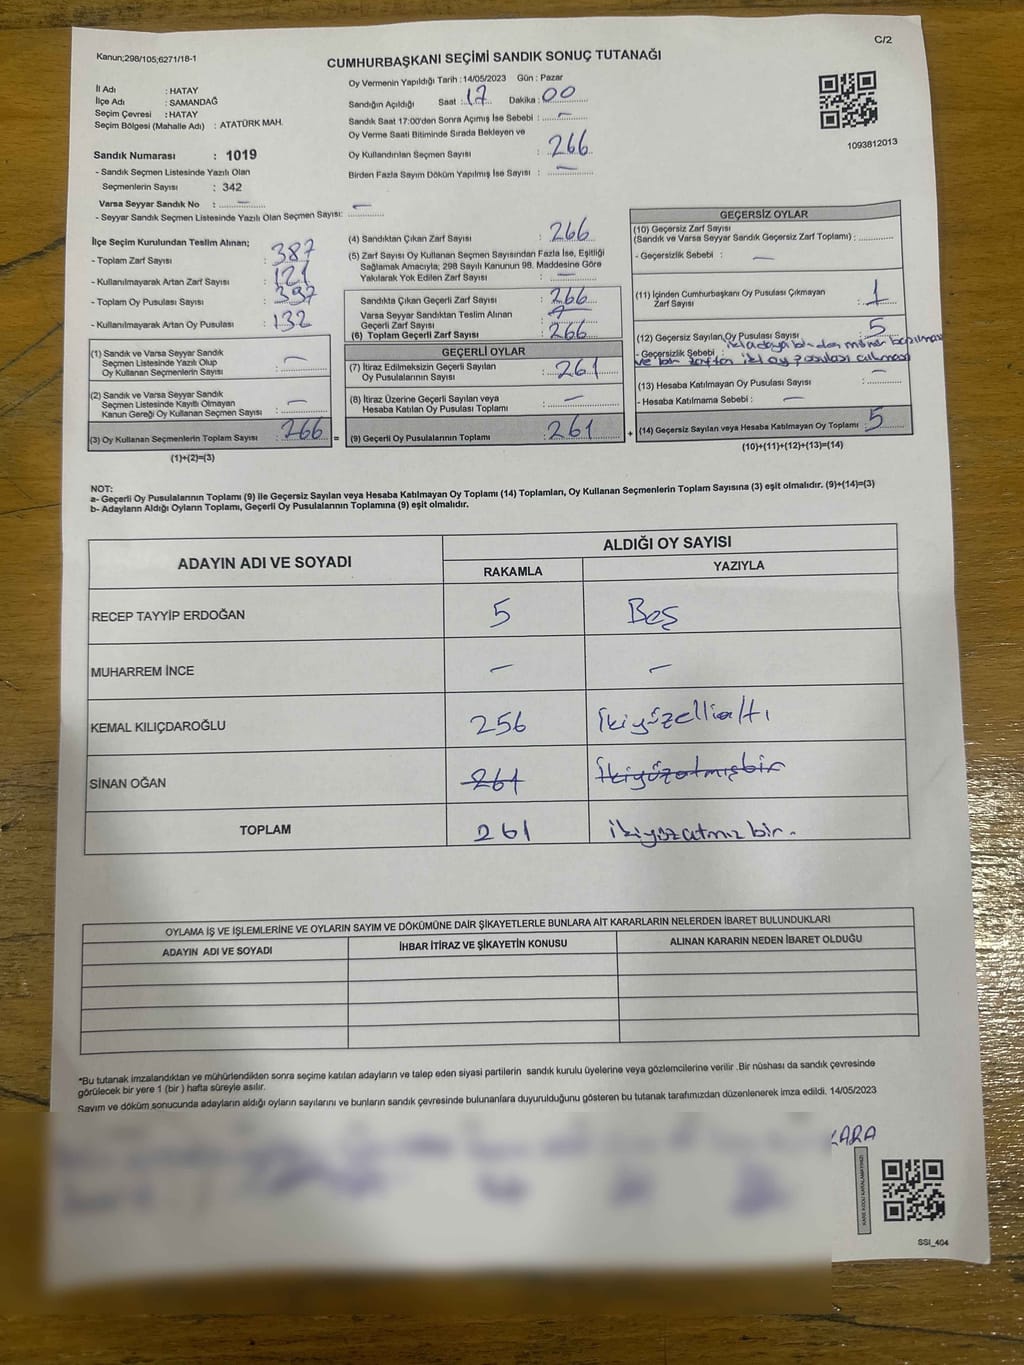 C/2
Kanun;298/105;6271/18-1
CUMHURBAŞKANI SEÇİMİ SANDIK SONUÇ TUTANAĞI
İl Adı : HATAY
İlçe Adı : SAMANDAĞ
Seçim Çevresi : HATAY
Seçim Bölgesi (Mahalle Adı) : ATATÜRK MAH.
Sandık Numarası : 1019
- Sandık Seçmen Listesinde Yazılı Olan
Seçmenlerin Sayısı : 342
Varsa Seyyar Sandık No : –
- Seyyar Sandık Seçmen Listesinde Yazılı Olan Seçmen Sayısı: –
Oy Vermenin Yapıldığı Tarih :14/05/2023 Gün : Pazar
Sandığın Açıldığı Saat : 17 Dakika : 00
Sandık Saat 17:00'den Sonra Açımış İse Sebebi : –
Oy Verme Saati Bitiminde Sırada Bekleyen ve
Oy Kullandırılan Seçmen Sayısı : 266
Birden Fazla Sayım Döküm Yapılmış İse Sayısı : –
1093812013
İlçe Seçim Kurulundan Teslim Alınan;
- Toplam Zarf Sayısı : 387
- Kullanılmayarak Artan Zarf Sayısı : 121
- Toplam Oy Pusulası Sayısı : 397
- Kullanılmayarak Artan Oy Pusulası : 132
(1) Sandık ve Varsa Seyyar Sandık
Seçmen Listesinde Yazılı Olup
Oy Kullanan Seçmen Sayısı : –
(2) Sandık ve Varsa Seyyar Sandık
Seçmen Listesinde Kayıtlı Olmayan
Kanun Gereği Oy Kullanan Seçmen Sayısı : –
(3) Oy Kullanan Seçmenlerin Toplam Sayısı : 266 =
(1)+(2)=(3)
(4) Sandıktan Çıkan Zarf Sayısı : 266
(5) Zarf Sayısı Oy Kullanan Seçmen Sayısından Fazla İse, Eşitliği
Sağlamak Amacıyla; 298 Sayılı Kanunun 98. Maddesine Göre
Yakılarak Yok Edilen Zarf Sayısı : –
Sandıkta Çıkan Geçerli Zarf Sayısı : 266
Varsa Seyyar Sandıktan Teslim Alınan
Geçerli Zarf Sayısı :
(6) Toplam Geçerli Zarf Sayısı : 266
GEÇERLİ OYLAR
(7) İtiraz Edilmeksizin Geçerli Sayılan
Oy Pusulalarının Sayısı : 261
(8) İtiraz Üzerine Geçerli Sayılan veya
Hesaba Katılan Oy Pusulası Toplamı : –
(9) Geçerli Oy Pusulalarının Toplamı : 261 +
GEÇERSİZ OYLAR
(10) Geçersiz Zarf Sayısı
(Sandık ve Varsa Seyyar Sandık Geçersiz Zarf Toplamı) :
- Geçersizlik Sebebi : –
(11) İçinden Cumhurbaşkanı Oy Pusulası Çıkmayan
Zarf Sayısı : 1
(12) Geçersiz Sayılan Oy Pusulası Sayısı : 5
- Geçersizlik Sebebi : iki adaya birden mühür basılması
ve bir zaftan iki oy pusulası çıkması
(13) Hesaba Katılmayan Oy Pusulası Sayısı : –
- Hesaba Katılmama Sebebi : –
(14) Geçersiz Sayılan veya Hesaba Katılmayan Oy Toplamı : 5
(10)+(11)+(12)+(13)=(14)
NOT:
a- Geçerli Oy Pusulalarının Toplamı (9) ile Geçersiz Sayılan veya Hesaba Katılmayan Oy Toplamı (14) Toplamları, Oy Kullanan Seçmenlerin Toplam Sayısına (3) eşit olmalıdır. (9)+(14)=(3)
b- Adayların Aldığı Oyların Toplamı, Geçerli Oy Pusulalarının Toplamına (9) eşit olmalıdır.
ADAYIN ADI VE SOYADI ALDIĞI OY SAYISI
RAKAMLA YAZIYLA
RECEP TAYYİP ERDOĞAN 5 Beş
MUHARREM İNCE – –
KEMAL KILIÇDAROĞLU 256 İkiyüzellialtı
SİNAN OĞAN 261 İkiyüzatmışbir
TOPLAM 261 ikiyüzatmız bir.
OYLAMA İŞ VE İŞLEMLERİNE VE OYLARIN SAYIM VE DÖKÜMÜNE DAİR ŞİKAYETLERLE BUNLARA AİT KARARLARIN NELERDEN İBARET BULUNDUKLARI
ADAYIN ADI VE SOYADI İHBAR İTİRAZ VE ŞİKAYETİN KONUSU ALINAN KARARIN NEDEN İBARET OLDUĞU
*Bu tutanak imzalandıktan ve mühürlendikten sonra seçime katılan adayların ve talep eden siyasi partilerin sandık kurulu üyelerine veya gözlemcilerine verilir .Bir nüshası da sandık çevresinde
görülecek bir yere 1 (bir ) hafta süreyle asılır.
Sayım ve döküm sonucunda adayların aldığı oyların sayılarını ve bunların sandık çevresinde bulunanlara duyurulduğunu gösteren bu tutanak tarafımızdan düzenlenerek imza edildi. 14/05/2023
KARA
SSI_404